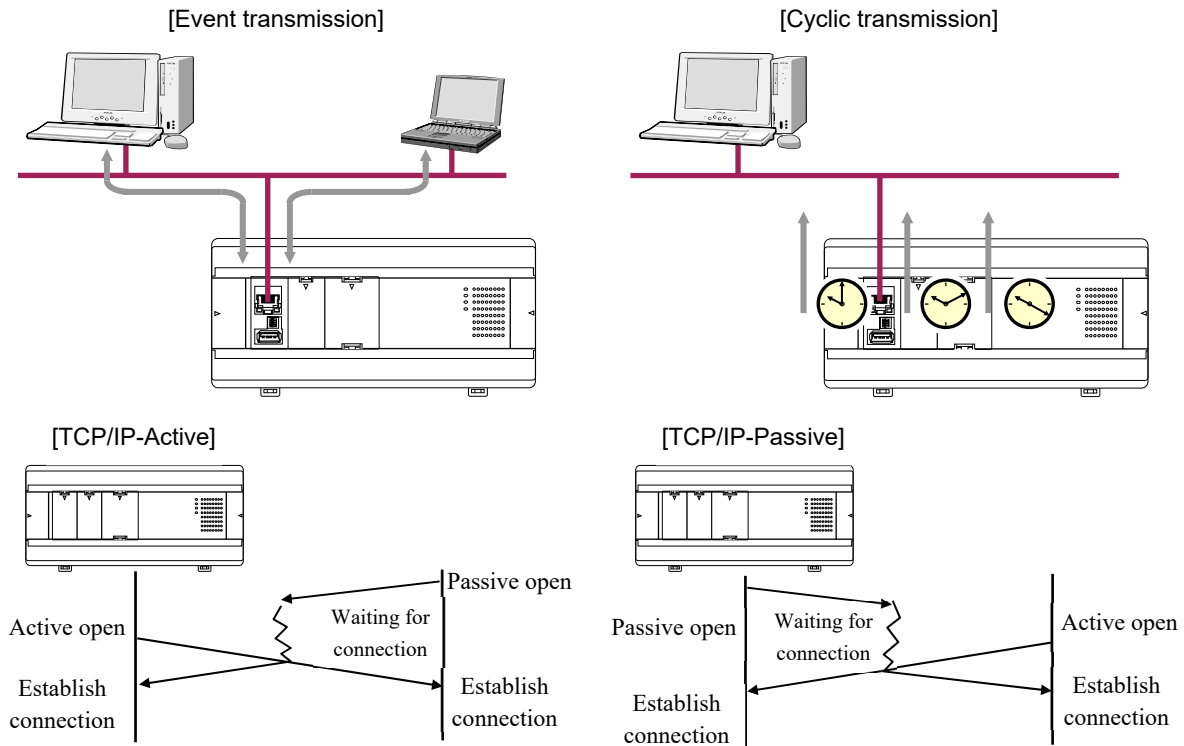 [Event transmission]
[Cyclic transmission]
[TCP/IP-Active]
[TCP/IP-Passive]
Passive open
Waiting for
connection
Active open
Establish
connection
Establish
connection
Passive open
Waiting for
connection
Active open
Establish
connection
Establish
connection